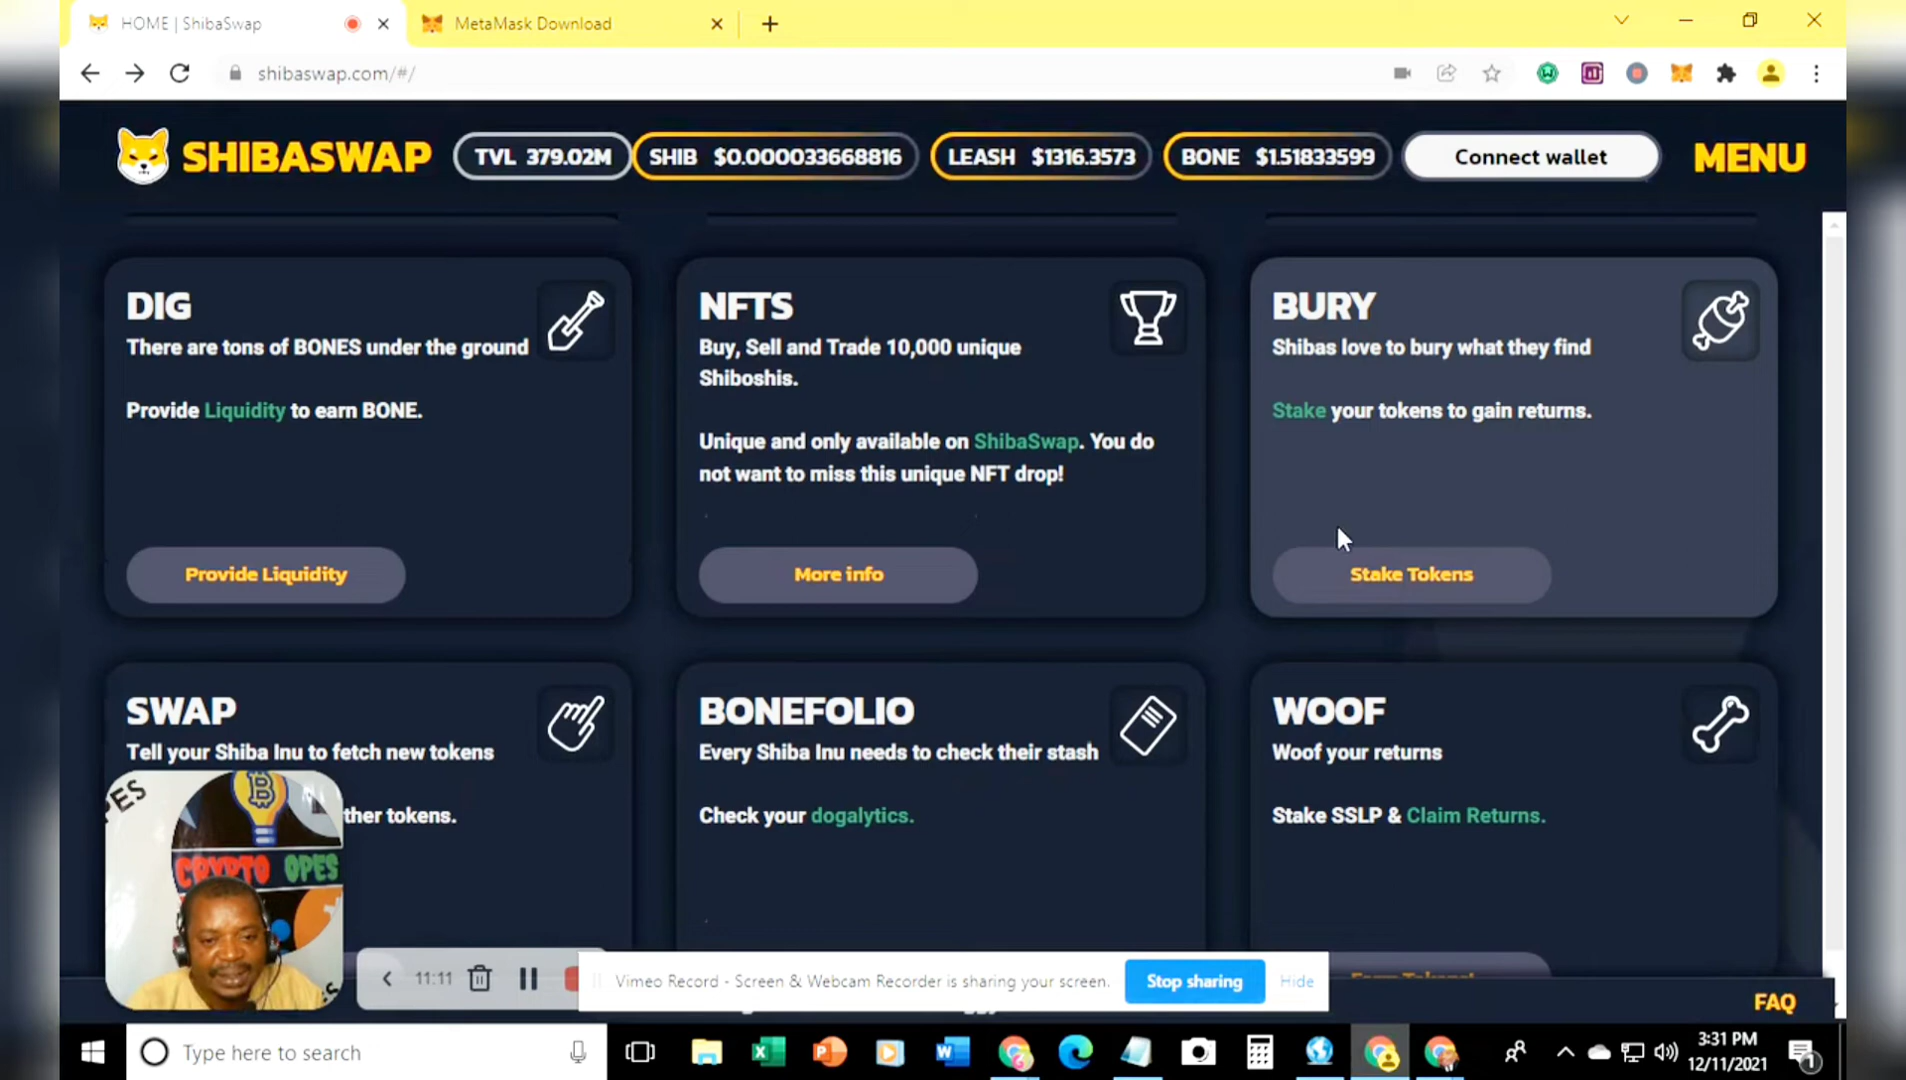 HOME | ShibaSwap
MetaMask Download
shibaswap.com/#/
SHIBASWAP
TVL 379.02M
SHIB $0.000033668816
LEASH $1316.3573
BONE $1.51833599
Connect wallet
MENU
DIG
There are tons of BONES under the ground
Provide Liquidity to earn BONE.
Provide Liquidity
NFTS
Buy, Sell and Trade 10,000 unique
Shiboshis.
Unique and only available on ShibaSwap. You do
not want to miss this unique NFT drop!
More info
BURY
Shibas love to bury what they find
Stake your tokens to gain returns.
Stake Tokens
SWAP
Tell your Shiba Inu to fetch new tokens
ther tokens.
BONEFOLIO
Every Shiba Inu needs to check their stash
Check your dogalytics.
WOOF
Woof your returns
Stake SSLP & Claim Returns.
PES
CRYPTO OPES
11:11
Vimeo Record - Screen & Webcam Recorder is sharing your screen.
Stop sharing
Hide
FAQ
Type here to search
3:31 PM
12/11/2021
1